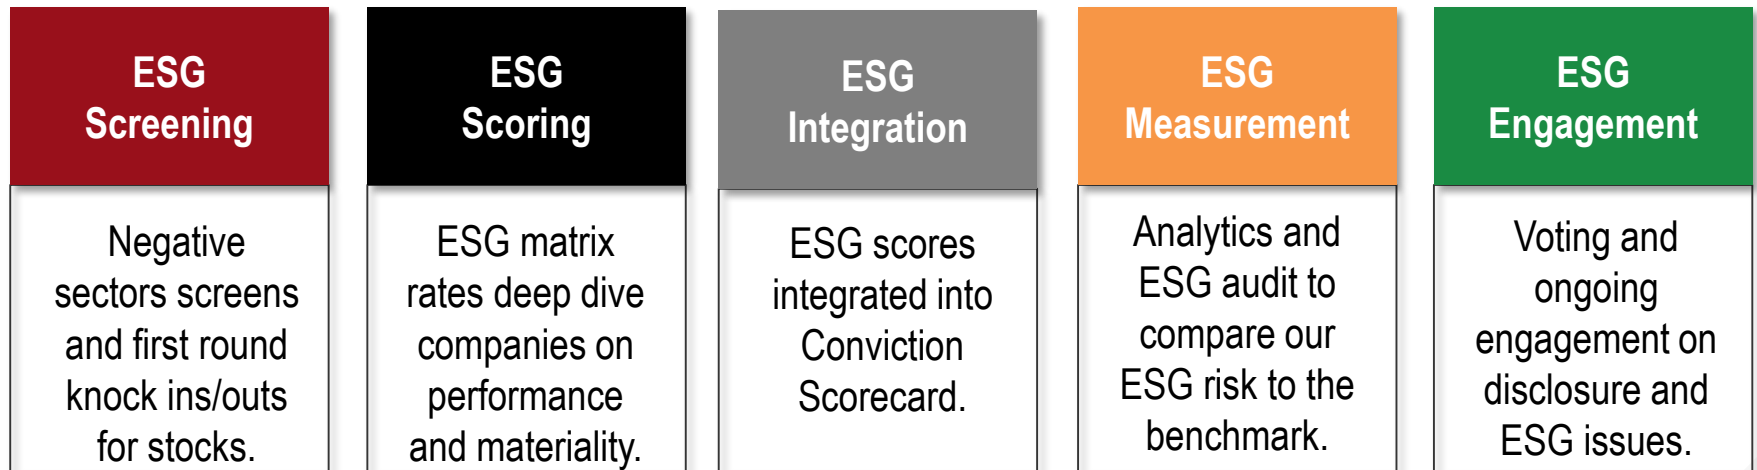 ESG
Screening
Negative
sectors screens
and first round
knock ins/outs
for stocks.
ESG
Scoring
ESG matrix
rates deep dive
companies on
performance
and materiality.
ESG
Integration
ESG scores
integrated into
Conviction
Scorecard.
ESG
Measurement
Analytics and
ESG audit to
compare our
ESG risk to the
benchmark.
ESG
Engagement
Voting and
ongoing
engagement on
disclosure and
ESG issues.